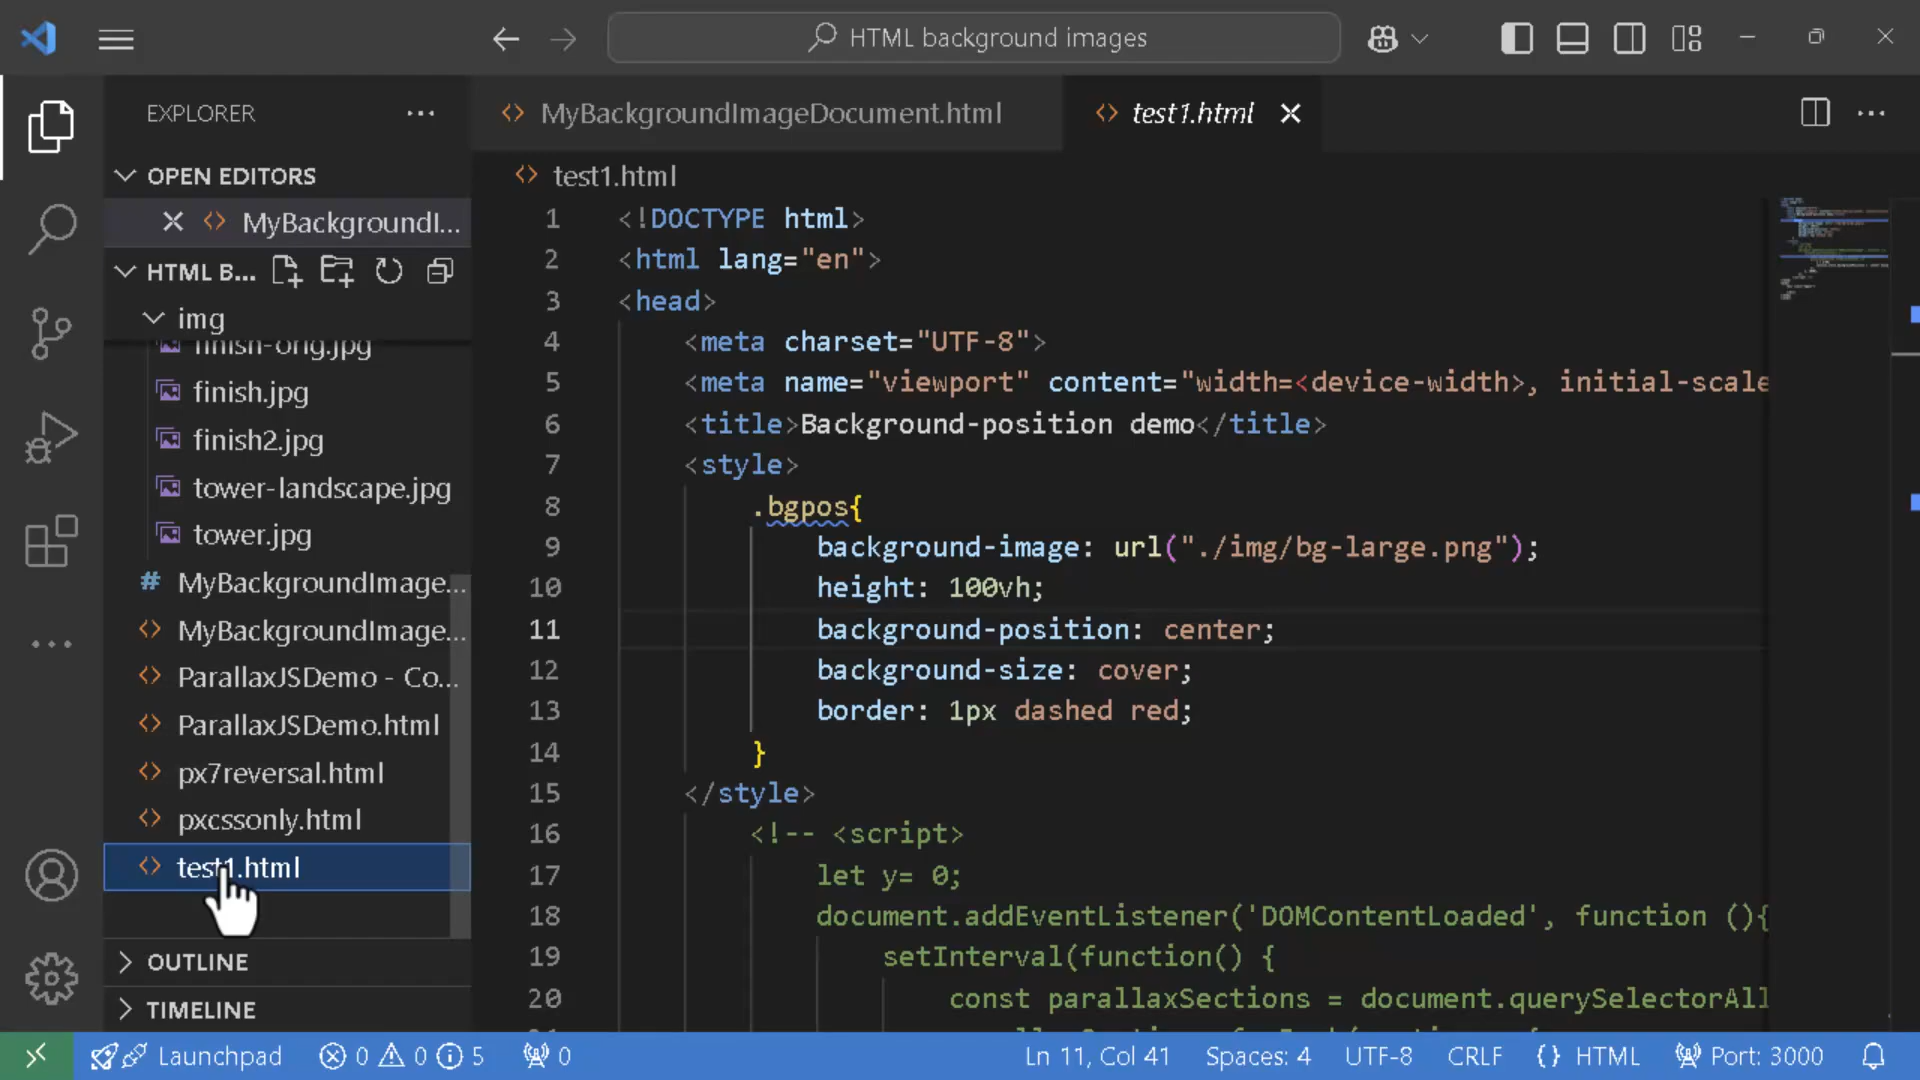 HTML background images
EXPLORER
MyBackgroundImageDocument.html
test1.html
OPEN EDITORS
MyBackgroundI...
HTML B...
img
finish-orig.jpg
finish.jpg
finish2.jpg
tower-landscape.jpg
tower.jpg
# MyBackgroundImage...
MyBackgroundImage...
ParallaxJSDemo - Co...
ParallaxJSDemo.html
px7reversal.html
pxcssonly.html
test1.html
OUTLINE
TIMELINE
test1.html
1 <!DOCTYPE html>
2 <html lang="en">
3 <head>
4 <meta charset="UTF-8">
5 <meta name="viewport" content="width=<device-width>, initial-scale
6 <title>Background-position demo</title>
7 <style>
8 .bgpos{
9 background-image: url("./img/bg-large.png");
10 height: 100vh;
11 background-position: center;
12 background-size: cover;
13 border: 1px dashed red;
14 }
15 </style>
16 <!-- <script>
17 let y= 0;
18 document.addEventListener('DOMContentLoaded', function (){
19 setInterval(function() {
20 const parallaxSections = document.querySelectorAll
Launchpad 0 0 5 0 Ln 11, Col 41 Spaces: 4 UTF-8 CRLF {} HTML Port: 3000